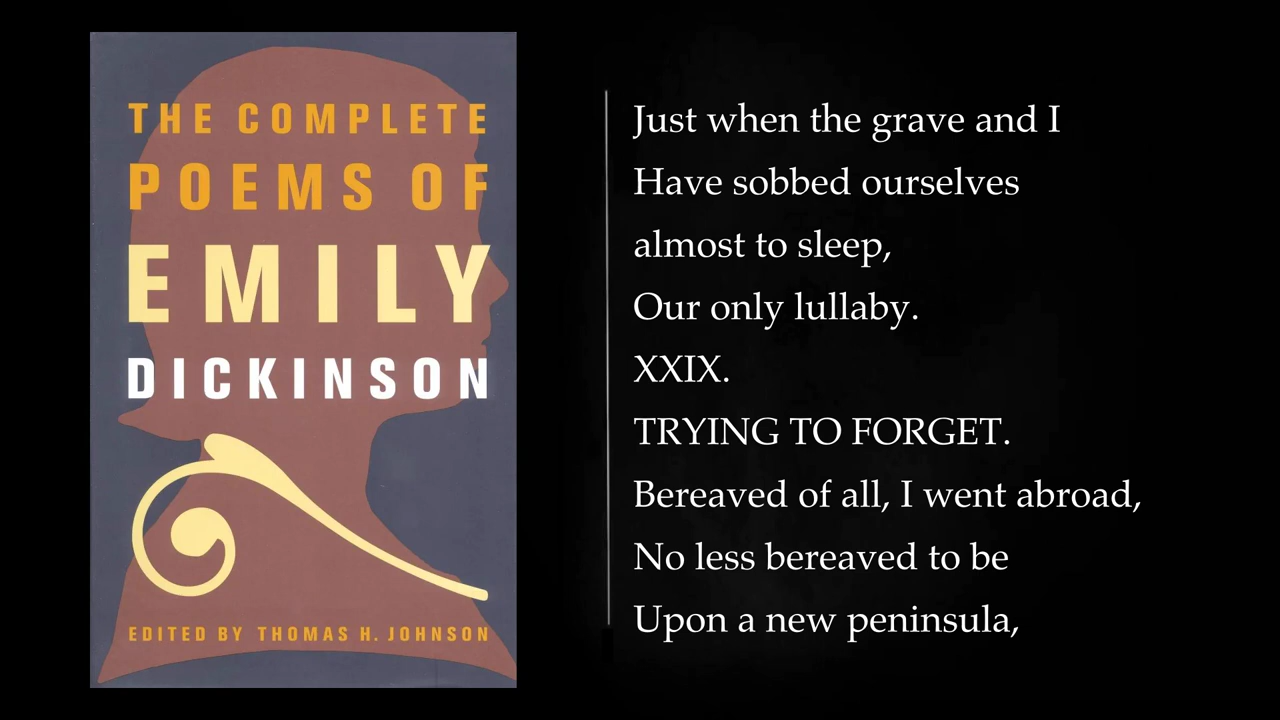 THE COMPLETE
POEMS OF
EMILY
DICKINSON
EDITED BY THOMAS H. JOHNSON
Just when the grave and I
Have sobbed ourselves
almost to sleep,
Our only lullaby.
XXIX.
TRYING TO FORGET.
Bereaved of all, I went abroad,
No less bereaved to be
Upon a new peninsula,